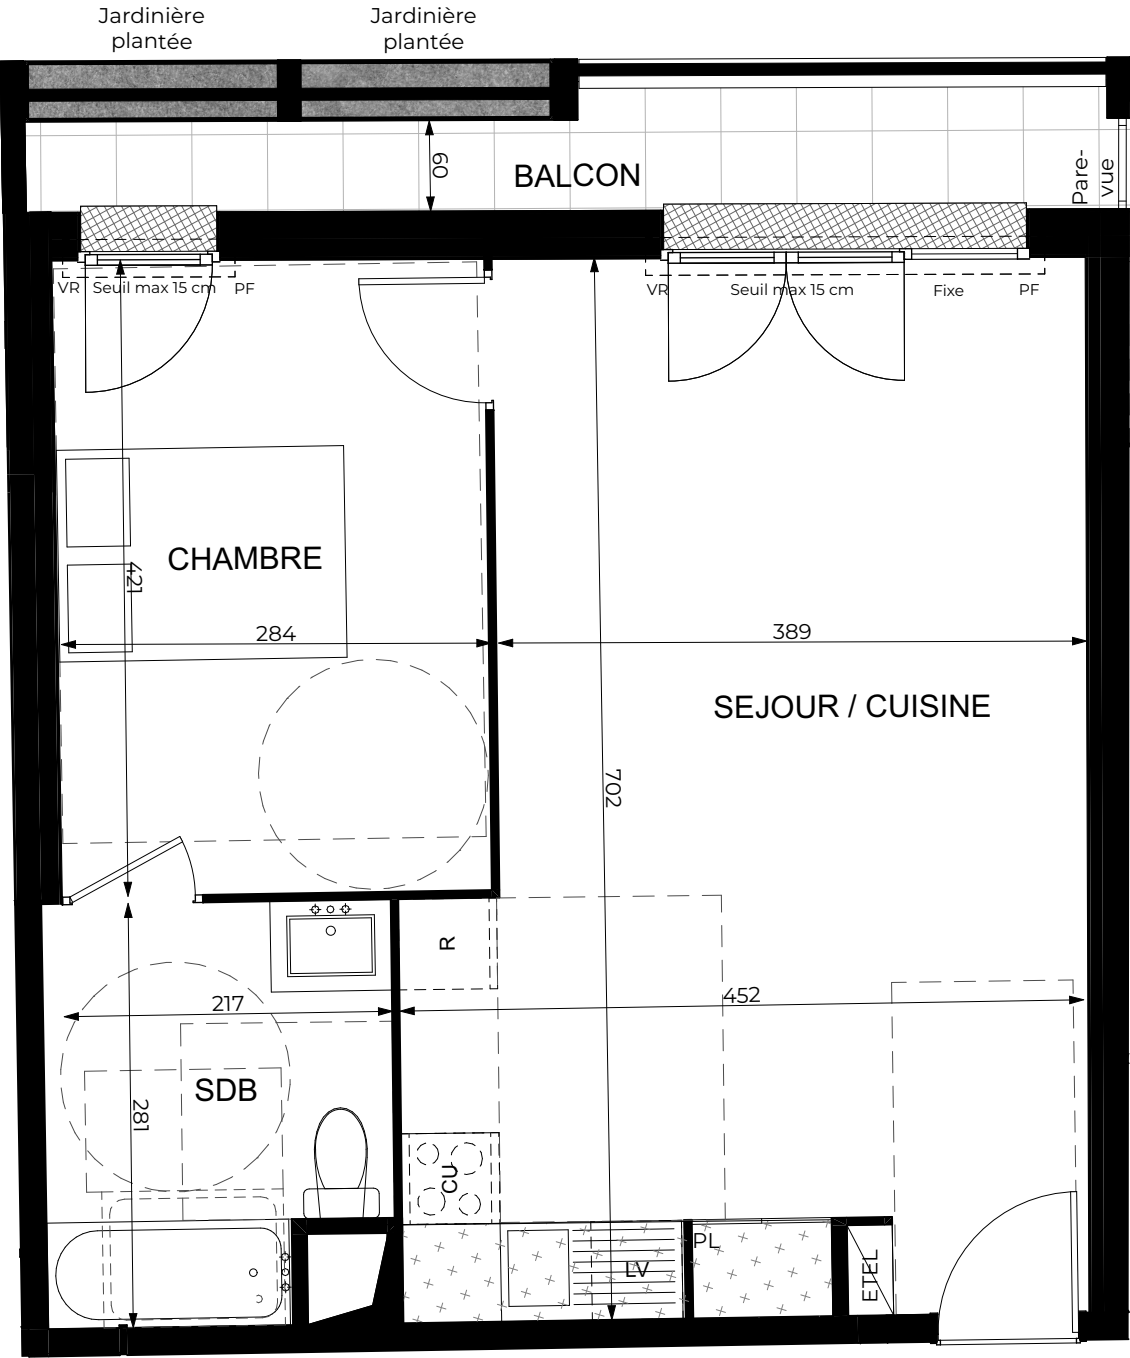 Jardinière
plantée
Jardinière
plantée
60
BALCON
Pare-
vue
VR
Seuil max 15 cm
PF
VR
Seuil max 15 cm
Fixe
PF
CHAMBRE
421
284
389
SEJOUR / CUISINE
702
R
217
452
SDB
281
CU
PL
LV
ETEL